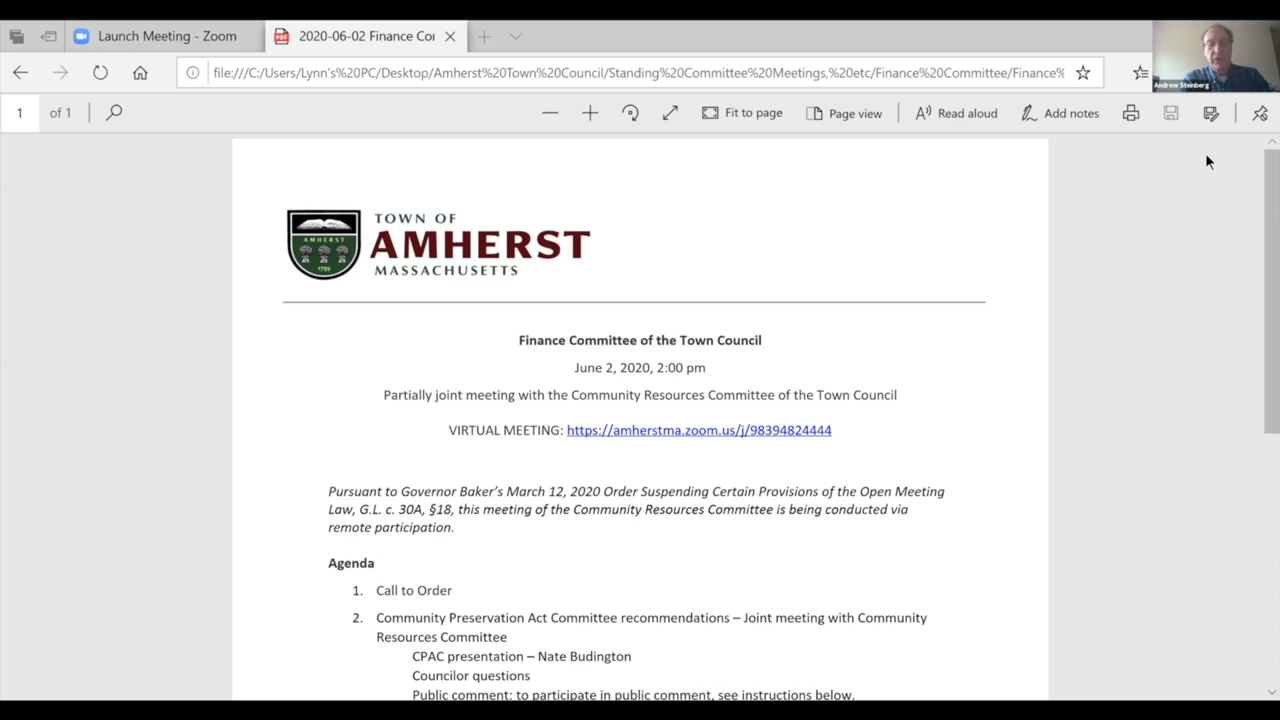 Launch Meeting - Zoom
2020-06-02 Finance Co
Andrew Steinberg
file:///C:/Users/Lynn's%20PC/Desktop/Amherst%20Town%20Council/Standing%20Committee%20Meetings,%20etc/Finance%20Committee/Finance%
1 of 1
Fit to page
Page view
Read aloud
Add notes
TOWN OF
AMHERST
MASSACHUSETTS
AMHERST
1759
Finance Committee of the Town Council
June 2, 2020, 2:00 pm
Partially joint meeting with the Community Resources Committee of the Town Council
VIRTUAL MEETING: https://amherstma.zoom.us/j/98394824444
Pursuant to Governor Baker's March 12, 2020 Order Suspending Certain Provisions of the Open Meeting
Law, G.L. c. 30A, §18, this meeting of the Community Resources Committee is being conducted via
remote participation.
Agenda
1. Call to Order
2. Community Preservation Act Committee recommendations – Joint meeting with Community
Resources Committee
CPAC presentation – Nate Budington
Councilor questions
Public comment: to participate in public comment, see instructions below.